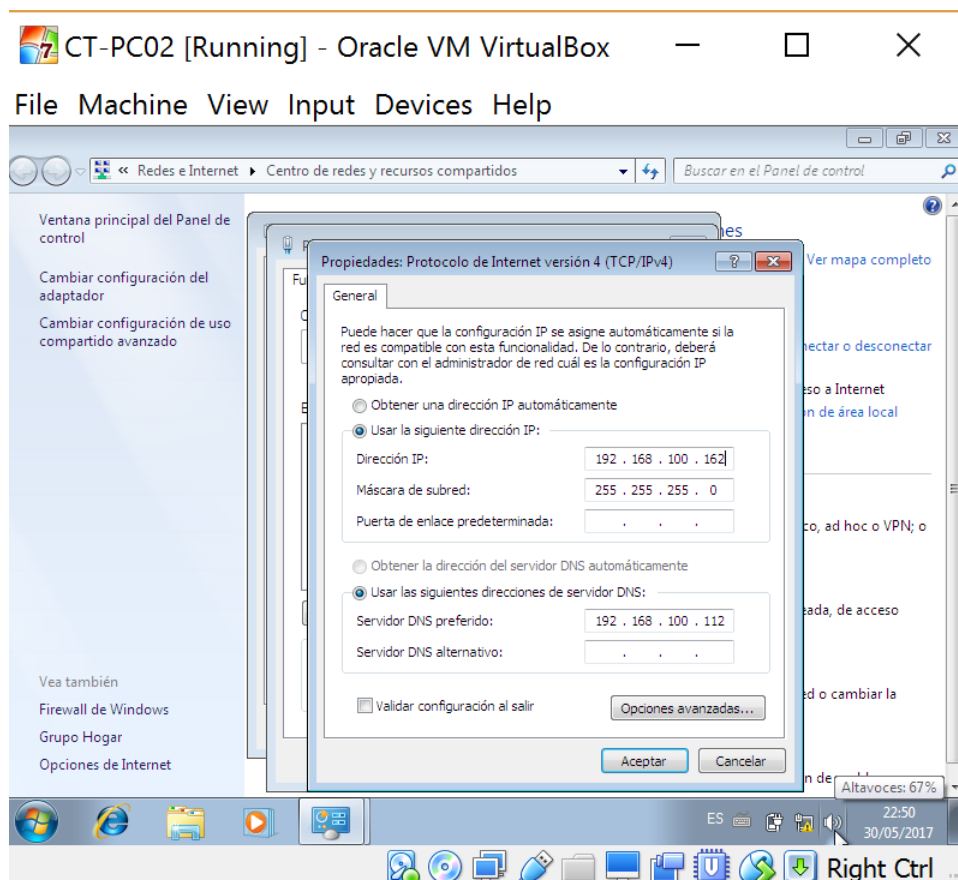 CT-PC02 [Running] - Oracle VM VirtualBox
File Machine View Input Devices Help
Redes e Internet
Centro de redes y recursos compartidos
Buscar en el Panel de control
Ventana principal del Panel de
control
Cambiar configuración del
adaptador
Cambiar configuración de uso
compartido avanzado
Ver mapa completo
Propiedades: Protocolo de Internet versión 4 (TCP/IPv4)
General
Puede hacer que la configuración IP se asigne automáticamente si la
red es compatible con esta funcionalidad. De lo contrario, deberá
consultar con el administrador de red cuál es la configuración IP
apropiada.
Obtener una dirección IP automáticamente
Usar la siguiente dirección IP:
Dirección IP: 192 . 168 . 100 . 162
Máscara de subred: 255 . 255 . 255 . 0
Puerta de enlace predeterminada: . . .
Obtener la dirección del servidor DNS automáticamente
Usar las siguientes direcciones de servidor DNS:
Servidor DNS preferido: 192 . 168 . 100 . 112
Servidor DNS alternativo: . . .
Validar configuración al salir
Opciones avanzadas...
Aceptar
Cancelar
o desconectar
a Internet
de área local
co, ad hoc o VPN; o
de acceso
o cambiar la
Vea también
Firewall de Windows
Grupo Hogar
Opciones de Internet
Altavoces: 67%
ES
22:50
30/05/2017
Right Ctrl